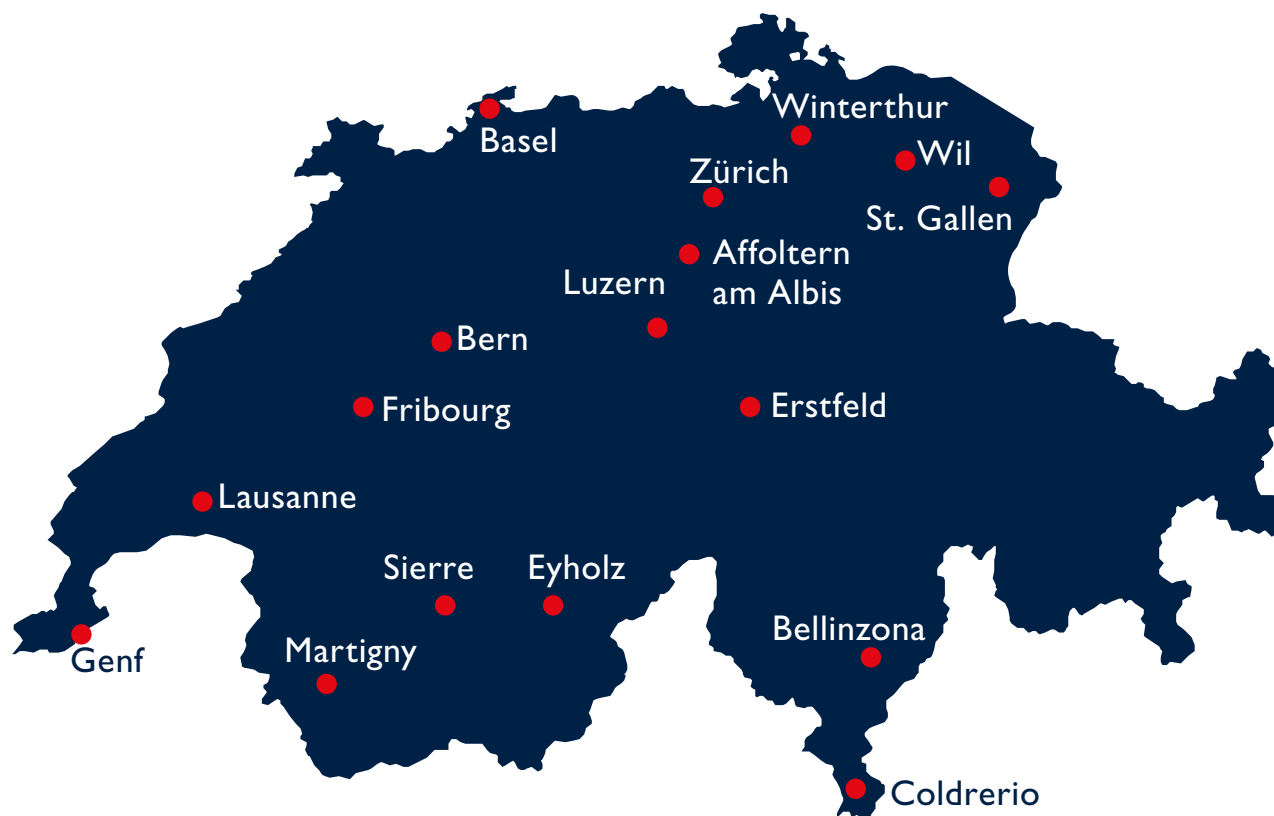 Winterthur
Basel
Wil
Zürich
St. Gallen
Affoltern
am Albis
Luzern
Bern
Erstfeld
Fribourg
Lausanne
Sierre
Eyholz
Bellinzona
Martigny
Genf
Coldrerio